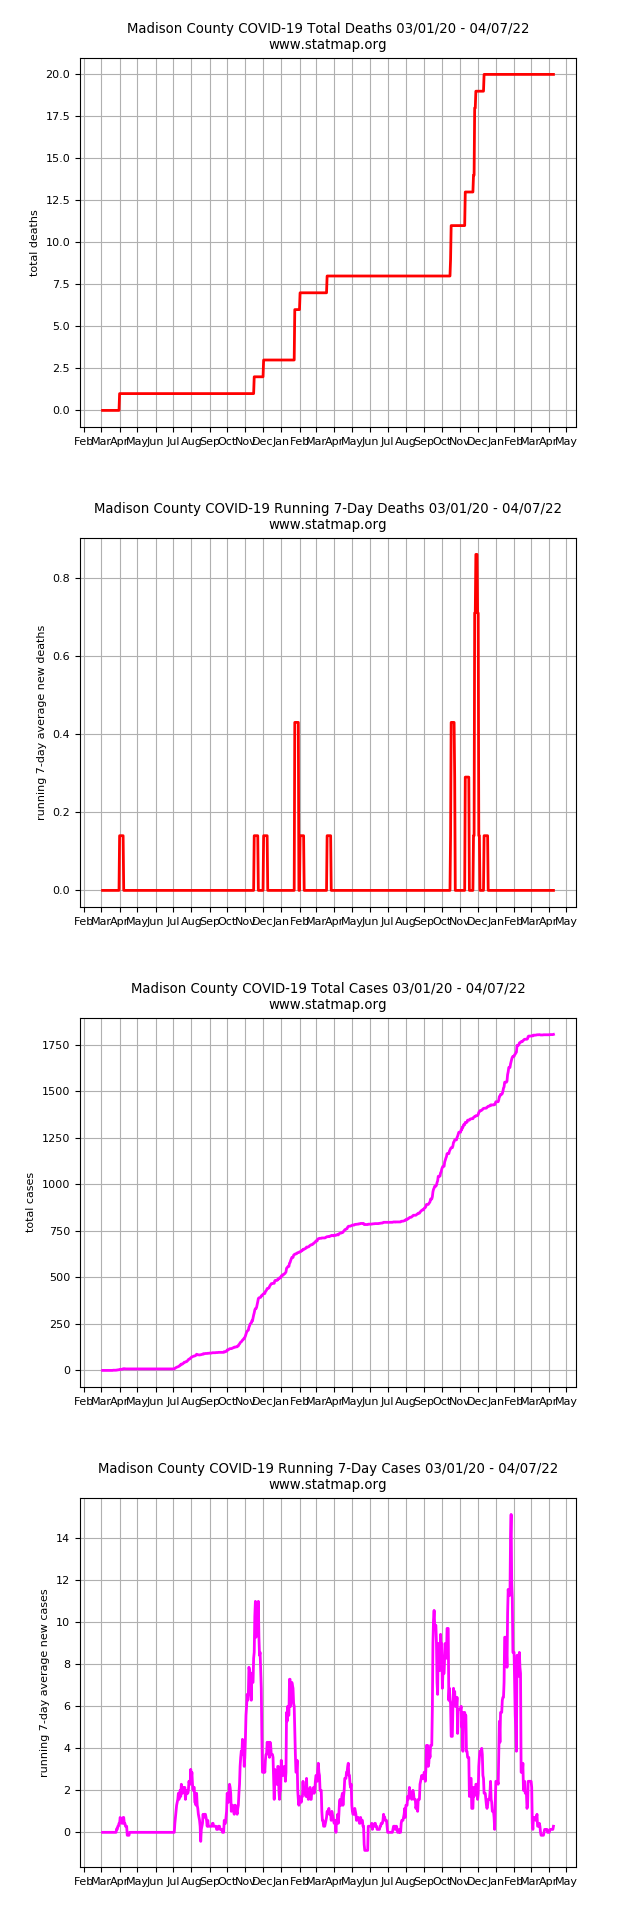 Madison County COVID-19 Total Deaths 03/01/20 - 04/07/22
www.statmap.org
20.0
17.5
15.0
12.5
10.0
7.5
5.0
2.5
0.0
total deaths
Feb Mar Apr May Jun Jul Aug Sep Oct Nov Dec Jan Feb Mar Apr May Jun Jul Aug Sep Oct Nov Dec Jan Feb Mar Apr May
Madison County COVID-19 Running 7-Day Deaths 03/01/20 - 04/07/22
www.statmap.org
0.8
0.6
0.4
0.2
0.0
running 7-day average new deaths
Feb Mar Apr May Jun Jul Aug Sep Oct Nov Dec Jan Feb Mar Apr May Jun Jul Aug Sep Oct Nov Dec Jan Feb Mar Apr May
Madison County COVID-19 Total Cases 03/01/20 - 04/07/22
www.statmap.org
1750
1500
1250
1000
750
500
250
0
total cases
Feb Mar Apr May Jun Jul Aug Sep Oct Nov Dec Jan Feb Mar Apr May Jun Jul Aug Sep Oct Nov Dec Jan Feb Mar Apr May
Madison County COVID-19 Running 7-Day Cases 03/01/20 - 04/07/22
www.statmap.org
14
12
10
8
6
4
2
0
running 7-day average new cases
Feb Mar Apr May Jun Jul Aug Sep Oct Nov Dec Jan Feb Mar Apr May Jun Jul Aug Sep Oct Nov Dec Jan Feb Mar Apr May